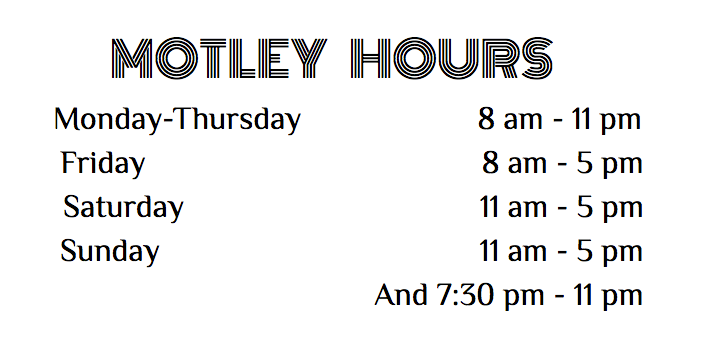 MOTLEY HOURS
Monday-Thursday 8 am - 11 pm
Friday 8 am - 5 pm
Saturday 11 am - 5 pm
Sunday 11 am - 5 pm
And 7:30 pm - 11 pm